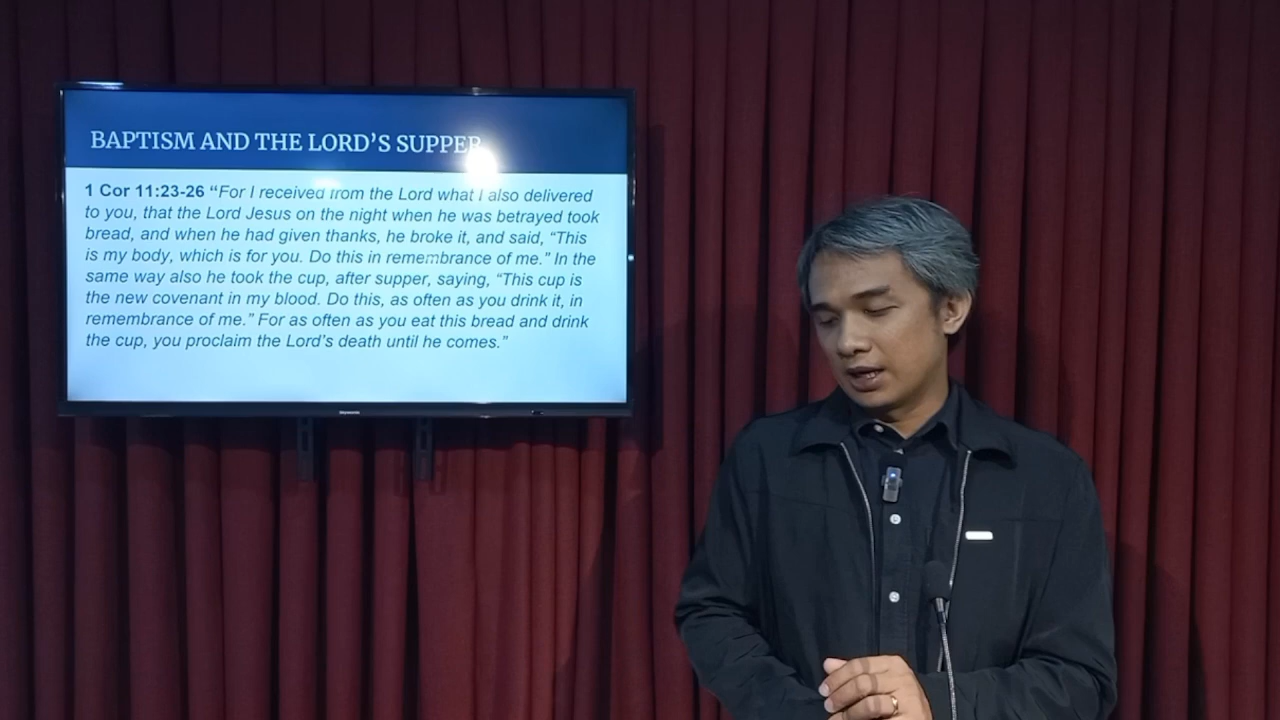 BAPTISM AND THE LORD'S SUPPER
1 Cor 11:23-26 “For I received from the Lord what I also delivered
to you, that the Lord Jesus on the night when he was betrayed took
bread, and when he had given thanks, he broke it, and said, “This
is my body, which is for you. Do this in remembrance of me.” In the
same way also he took the cup, after supper, saying, “This cup is
the new covenant in my blood. Do this, as often as you drink it, in
remembrance of me.” For as often as you eat this bread and drink
the cup, you proclaim the Lord’s death until he comes.”